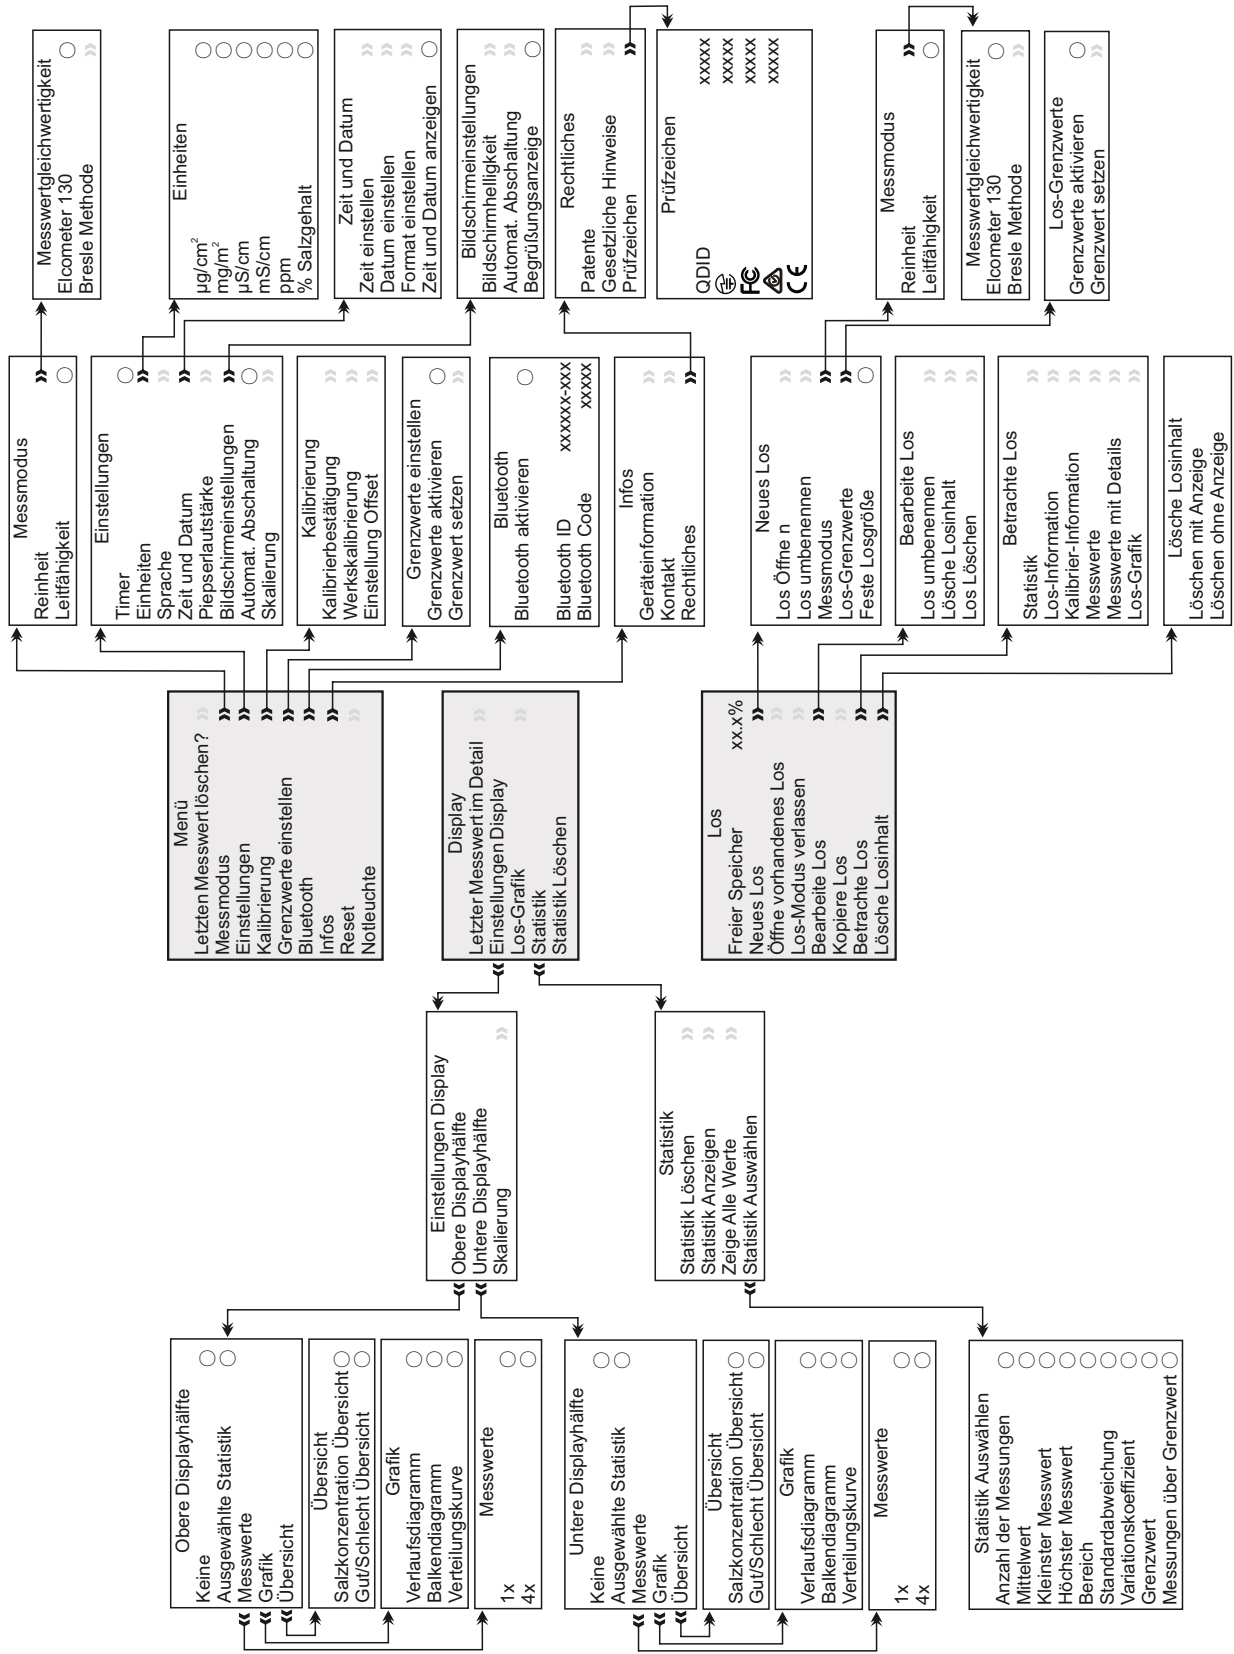 Obere Displayhälfte
Keine
Ausgewählte Statistik
Messwerte
Grafik
Übersicht
Übersicht
Salzkonzentration Übersicht
Gut/Schlecht Übersicht
Grafik
Verlaufsdiagramm
Balkendiagramm
Verteilungskurve
Messwerte
1x
4x
Untere Displayhälfte
Keine
Ausgewählte Statistik
Messwerte
Grafik
Übersicht
Übersicht
Salzkonzentration Übersicht
Gut/Schlecht Übersicht
Grafik
Verlaufsdiagramm
Balkendiagramm
Verteilungskurve
Messwerte
1x
4x
Statistik Auswählen
Anzahl der Messungen
Mittelwert
Kleinster Messwert
Höchster Messwert
Bereich
Standardabweichung
Variationskoeffizient
Grenzwert
Messungen über Grenzwert
Einstellungen Display
Obere Displayhälfte
Untere Displayhälfte
Skalierung
Statistik
Statistik Löschen
Statistik Anzeigen
Zeige Alle Werte
Statistik Auswählen
Menü
Letzten Messwert löschen?
Messmodus
Einstellungen
Kalibrierung
Grenzwerte einstellen
Bluetooth
Infos
Reset
Notleuchte
Display
Letzter Messwert im Detail
Einstellungen Display
Los-Grafik
Statistik
Statistik Löschen
Los
Freier Speicher xx.x%
Neues Los
Öffne vorhandenes Los
Los-Modus verlassen
Bearbeite Los
Kopiere Los
Betrachte Los
Lösche Losinhalt
Messmodus
Reinheit
Leitfähigkeit
Einstellungen
Timer
Einheiten
Sprache
Zeit und Datum
Piepserlautstärke
Bildschirmeinstellungen
Automat. Abschaltung
Skalierung
Kalibrierung
Kalibrierbestätigung
Werkskalibrierung
Einstellung Offset
Grenzwerte einstellen
Grenzwerte aktivieren
Grenzwert setzen
Bluetooth
Bluetooth aktivieren
Bluetooth ID xxxxxx-xxx
Bluetooth Code xxxxx
Infos
Geräteinformation
Kontakt
Rechtliches
Neues Los
Los Öffne n
Los umbenennen
Messmodus
Los-Grenzwerte
Feste Losgröße
Bearbeite Los
Los umbenennen
Lösche Losinhalt
Los Löschen
Betrachte Los
Statistik
Los-Information
Kalibrier-Information
Messwerte
Messwerte mit Details
Los-Grafik
Lösche Losinhalt
Löschen mit Anzeige
Löschen ohne Anzeige
Messwertgleichwertigkeit
Elcometer 130
Bresle Methode
Einheiten
µg/cm²
mg/m²
µS/cm
mS/cm
ppm
% Salzgehalt
Zeit und Datum
Zeit einstellen
Datum einstellen
Format einstellen
Zeit und Datum anzeigen
Bildschirmeinstellungen
Bildschirmhelligkeit
Automat. Abschaltung
Begrüßungsanzeige
Rechtliches
Patente
Gesetzliche Hinweise
Prüfzeichen
Prüfzeichen
QDID xxxxx
xxxxx
FC xxxxx
xxxxx
CE
Messmodus
Reinheit
Leitfähigkeit
Messwertgleichwertigkeit
Elcometer 130
Bresle Methode
Los-Grenzwerte
Grenzwerte aktivieren
Grenzwert setzen